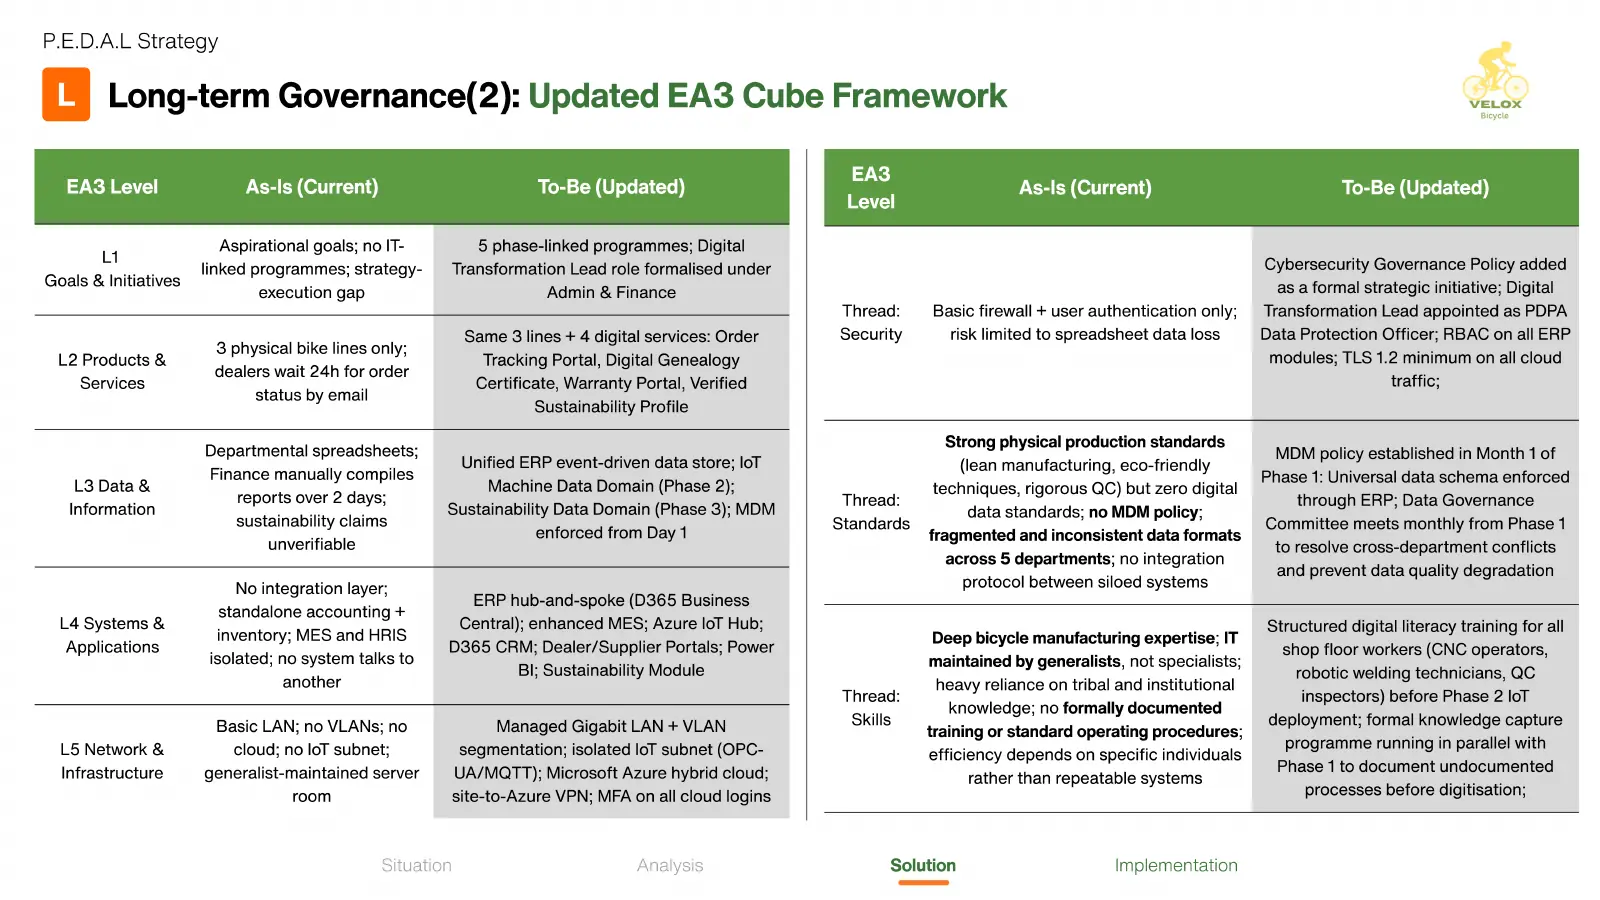 P.E.D.A.L Strategy
L
Long-term Governance(2): Updated EA3 Cube Framework
VELOX
Bicycle
EA3 Level
As-Is (Current)
To-Be (Updated)
L1
Goals & Initiatives
Aspirational goals; no IT-
linked programmes; strategy-
execution gap
5 phase-linked programmes; Digital
Transformation Lead role formalised under
Admin & Finance
L2 Products &
Services
3 physical bike lines only;
dealers wait 24h for order
status by email
Same 3 lines + 4 digital services: Order
Tracking Portal, Digital Genealogy
Certificate, Warranty Portal, Verified
Sustainability Profile
L3 Data &
Information
Departmental spreadsheets;
Finance manually compiles
reports over 2 days;
sustainability claims
unverifiable
Unified ERP event-driven data store; IoT
Machine Data Domain (Phase 2);
Sustainability Data Domain (Phase 3); MDM
enforced from Day 1
L4 Systems &
Applications
No integration layer;
standalone accounting +
inventory; MES and HRIS
isolated; no system talks to
another
ERP hub-and-spoke (D365 Business
Central); enhanced MES; Azure IoT Hub;
D365 CRM; Dealer/Supplier Portals; Power
BI; Sustainability Module
L5 Network &
Infrastructure
Basic LAN; no VLANs; no
cloud; no IoT subnet;
generalist-maintained server
room
Managed Gigabit LAN + VLAN
segmentation; isolated IoT subnet (OPC-
UA/MQTT); Microsoft Azure hybrid cloud;
site-to-Azure VPN; MFA on all cloud logins
EA3
Level
As-Is (Current)
To-Be (Updated)
Thread:
Security
Basic firewall + user authentication only;
risk limited to spreadsheet data loss
Cybersecurity Governance Policy added
as a formal strategic initiative; Digital
Transformation Lead appointed as PDPA
Data Protection Officer; RBAC on all ERP
modules; TLS 1.2 minimum on all cloud
traffic;
Thread:
Standards
Strong physical production standards
(lean manufacturing, eco-friendly
techniques, rigorous QC) but zero digital
data standards; no MDM policy;
fragmented and inconsistent data formats
across 5 departments; no integration
protocol between siloed systems
MDM policy established in Month 1 of
Phase 1: Universal data schema enforced
through ERP; Data Governance
Committee meets monthly from Phase 1
to resolve cross-department conflicts
and prevent data quality degradation
Thread:
Skills
Deep bicycle manufacturing expertise; IT
maintained by generalists, not specialists;
heavy reliance on tribal and institutional
knowledge; no formally documented
training or standard operating procedures;
efficiency depends on specific individuals
rather than repeatable systems
Structured digital literacy training for all
shop floor workers (CNC operators,
robotic welding technicians, QC
inspectors) before Phase 2 IoT
deployment; formal knowledge capture
programme running in parallel with
Phase 1 to document undocumented
processes before digitisation;
Situation
Analysis
Solution
Implementation